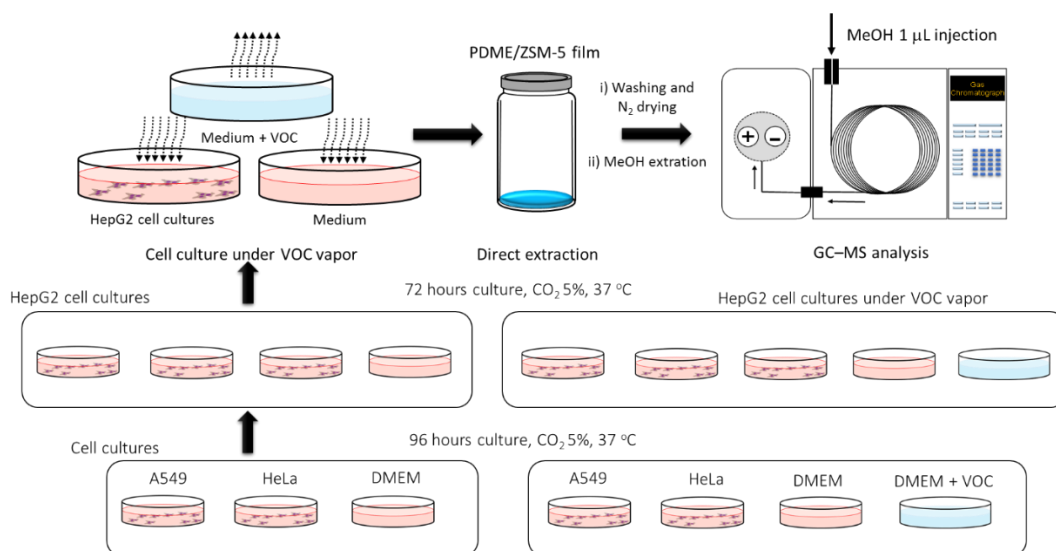 MeOH 1 μL injection
PDME/ZSM-5 film
i) Washing and
N₂ drying
ii) MeOH extration
Gas
Chromatograph
+ −
Medium + VOC
HepG2 cell cultures
Medium
Cell culture under VOC vapor
Direct extraction
GC–MS analysis
HepG2 cell cultures
72 hours culture, CO₂ 5%, 37 °C
HepG2 cell cultures under VOC vapor
Cell cultures
96 hours culture, CO₂ 5%, 37 °C
A549
HeLa
DMEM
A549
HeLa
DMEM
DMEM + VOC